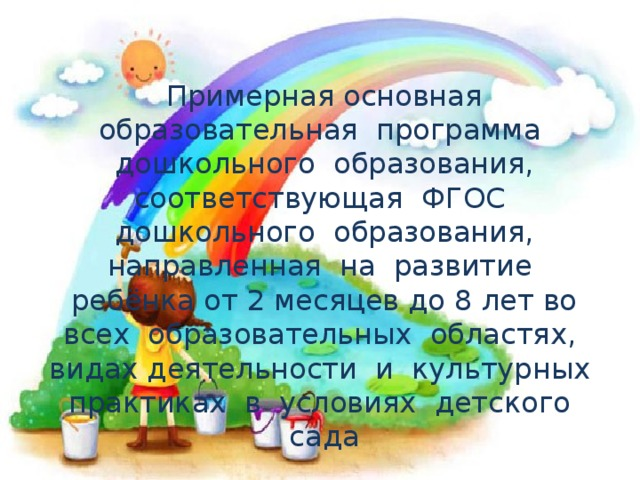 Примерная основная
образовательная программа
дошкольного образования,
соответствующая ФГОС
дошкольного образования,
направленная на развитие
ребёнка от 2 месяцев до 8 лет во
всех образовательных областях,
видах деятельности и культурных
практиках в условиях детского
сада